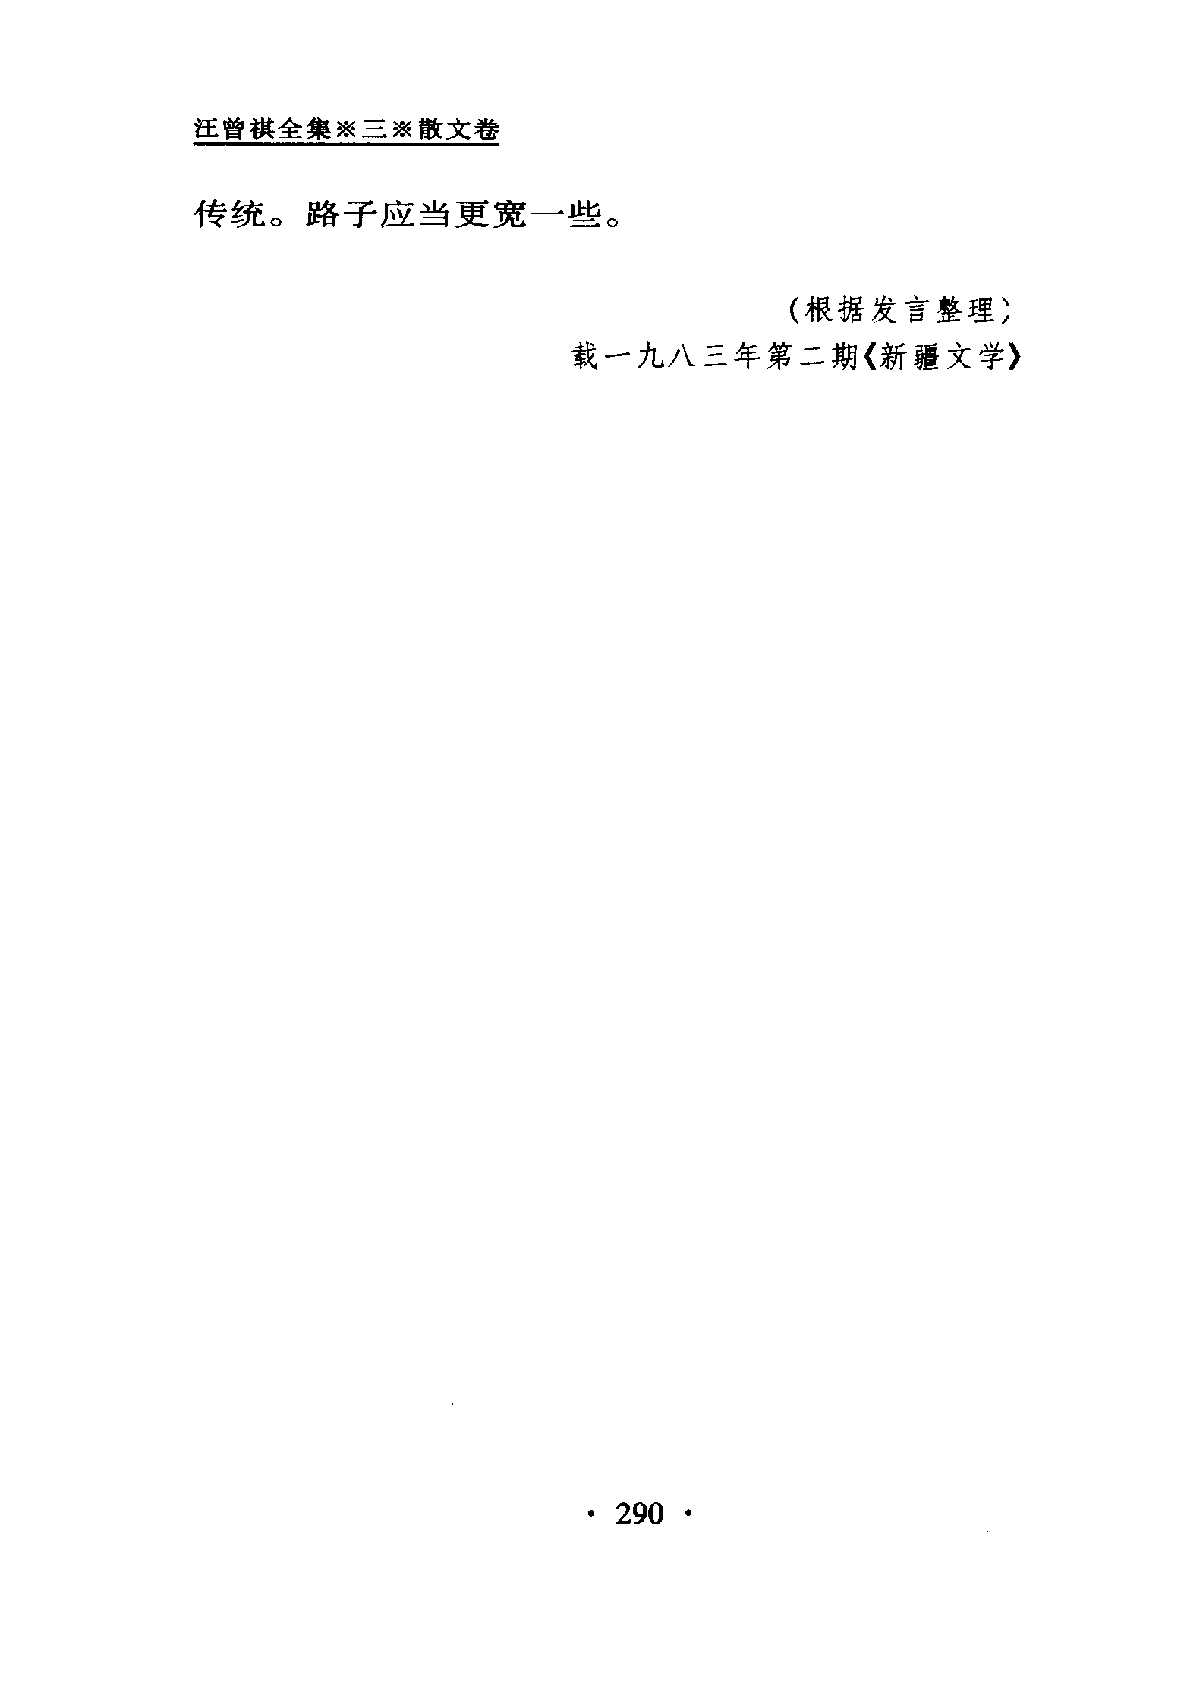 汪曾祺全集※三※散文卷
传统。路子应当更宽一些。
(根据发言整理)
载一九八三年第二期《新疆文学》
· 290 ·